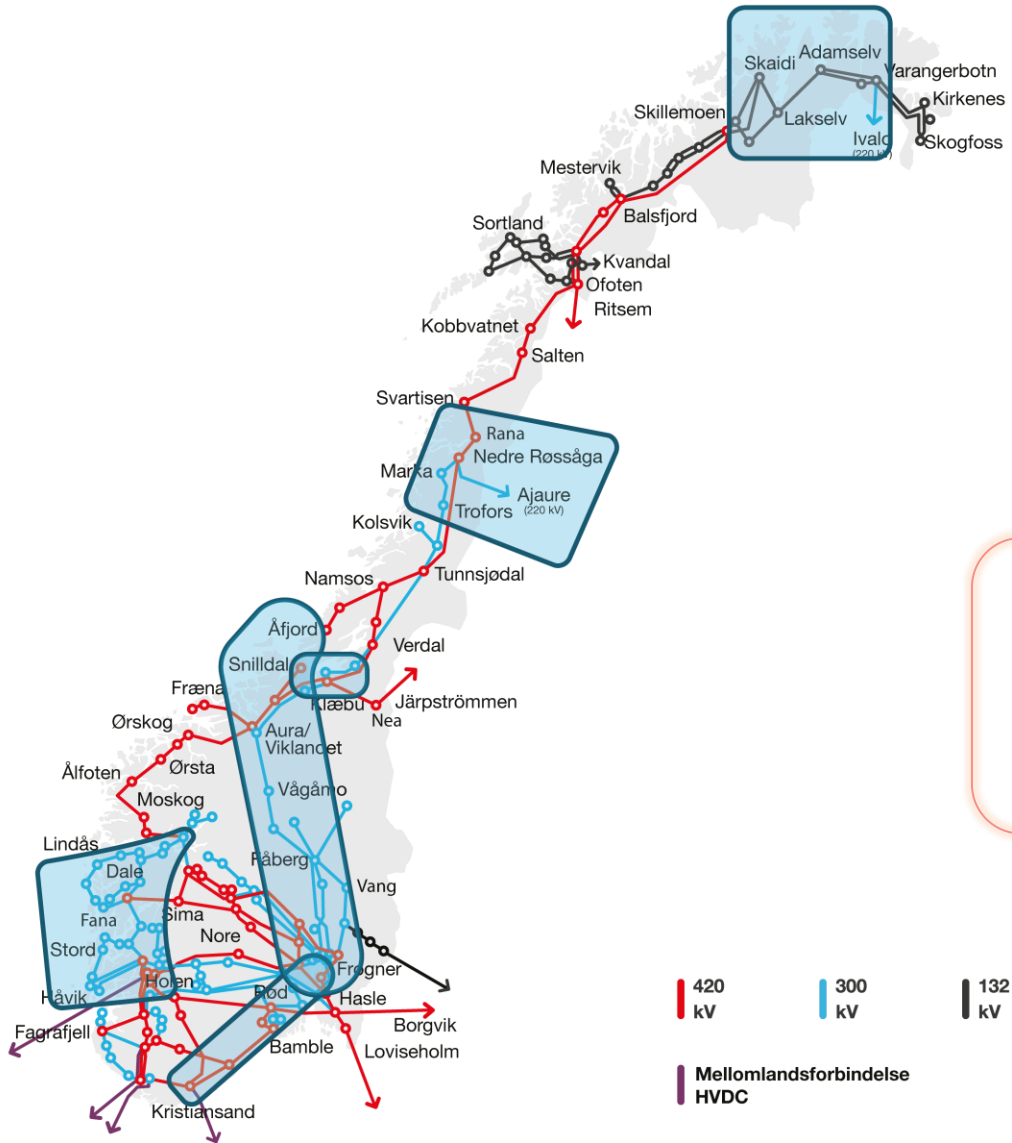 Adamselv
Skaidi
Varangerbotn
Kirkenes
Skillemoen
Lakselv
Ivalo
(220 kV)
Skogfoss
Mestervik
Balsfjord
Sortland
Kvandal
Ofoten
Ritsem
Kobbvatnet
Salten
Svartisen
Rana
Nedre Røssåga
Marka
Ajaure
(220 kV)
Trofors
Kolsvik
Tunnsjødal
Namsos
Åfjord
Verdal
Snilldal
Klæbu
Järpströmmen
Nea
Fræna
Ørskog
Aura/
Viklandet
Ørsta
Ålfoten
Vågåmo
Moskog
Lindås
Dale
Fåberg
Vang
Fana
Sima
Stord
Nore
Frogner
Håvik
Holen
Rød
Hasle
Fagrafjell
Borgvik
Bamble
Loviseholm
Kristiansand
420
kV
300
kV
132
kV
Mellomlandsforbindelse
HVDC